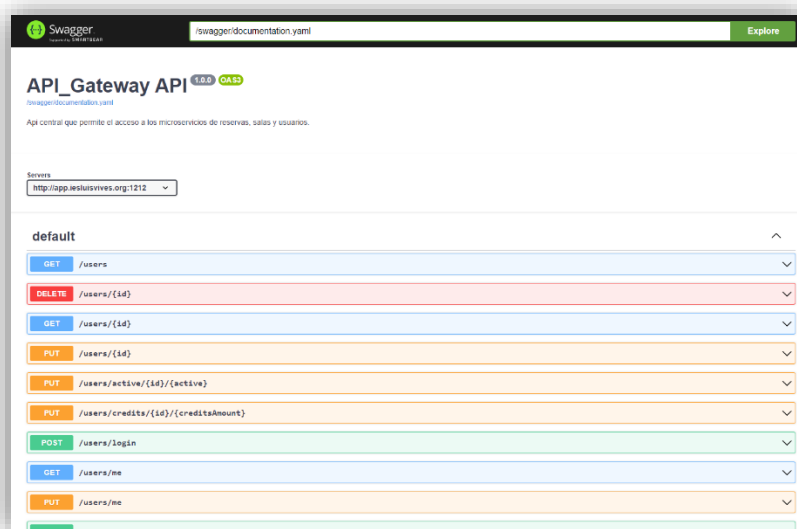 Swagger
Supported by SMARTBEAR
/swagger/documentation.yaml
Explore
API_Gateway API 1.0.0 OAS3
/swagger/documentation.yaml
Api central que permite el acceso a los microservicios de reservas, salas y usuarios.
Servers
http://app.iesluisvives.org:1212
default
GET /users
DELETE /users/{id}
GET /users/{id}
PUT /users/{id}
PUT /users/active/{id}/{active}
PUT /users/credits/{id}/{creditsAmount}
POST /users/login
GET /users/me
PUT /users/me